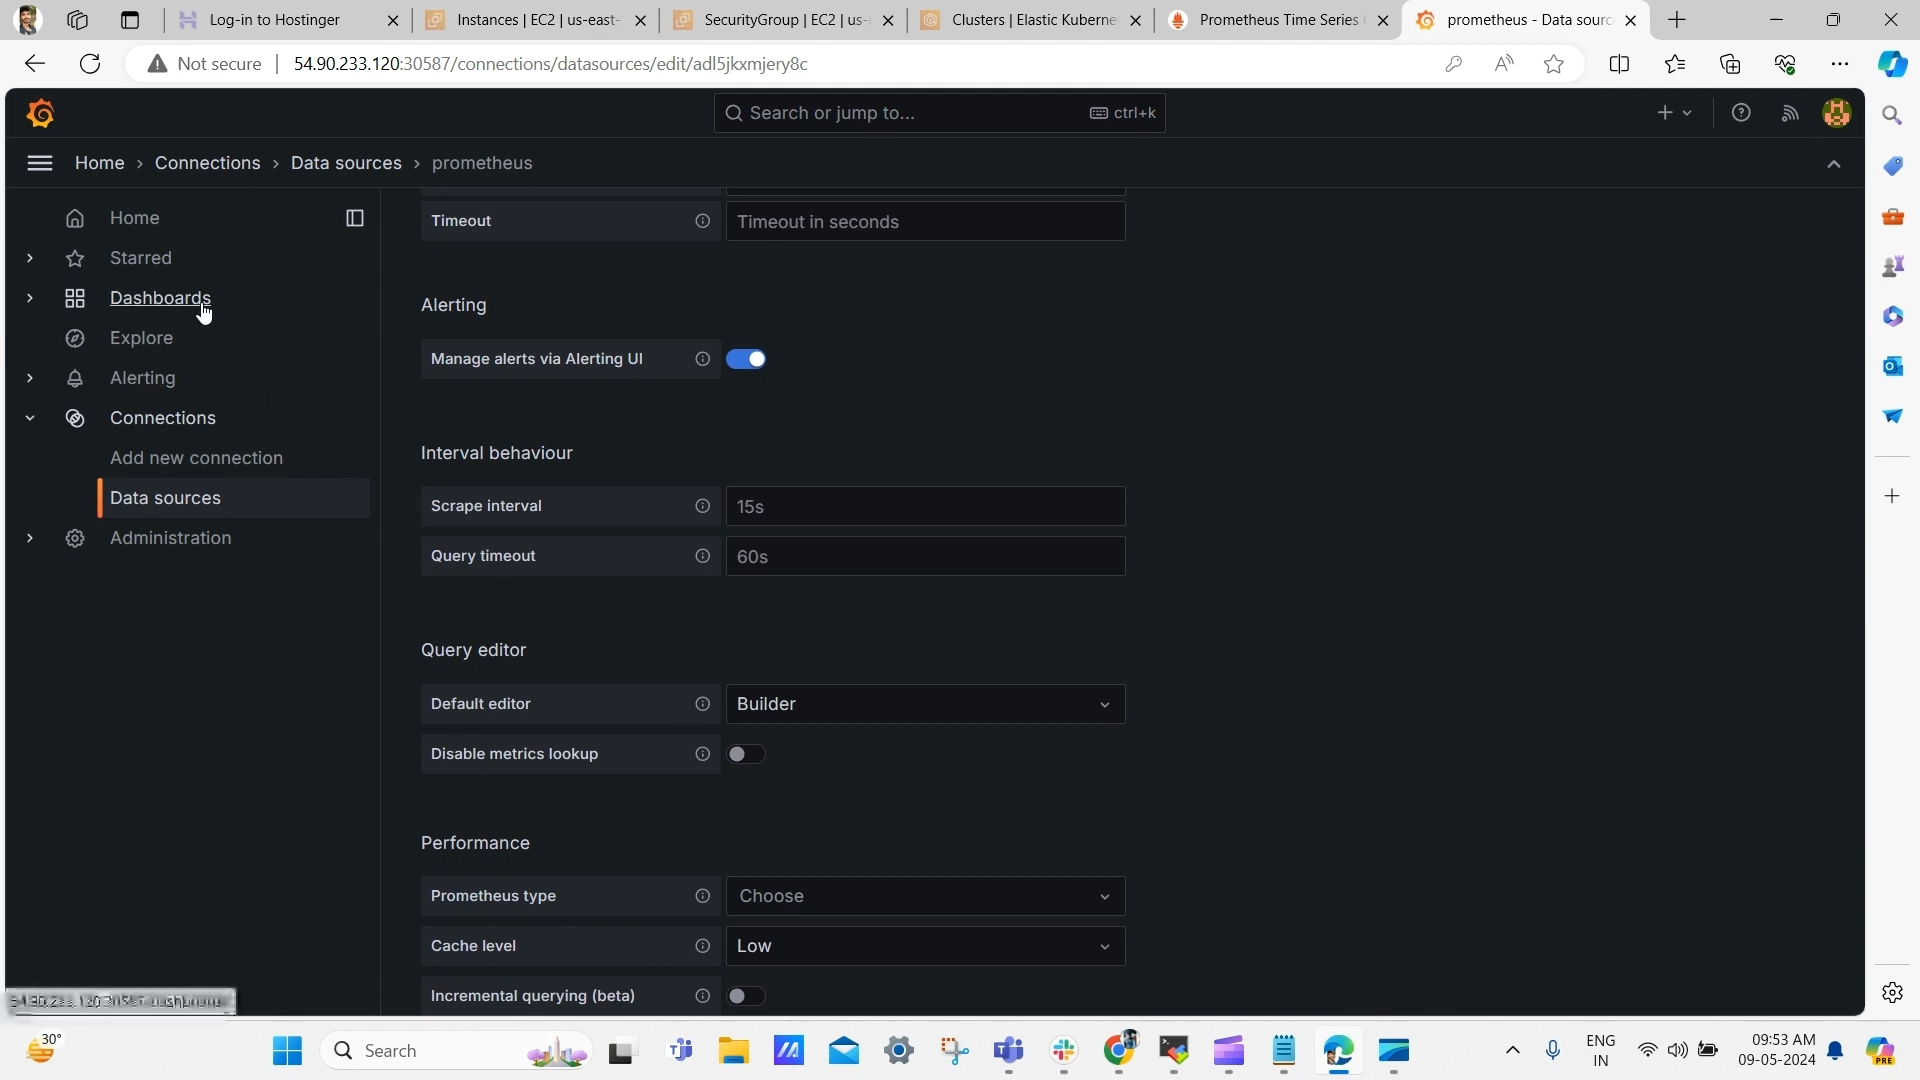 Log-in to Hostinger
Instances | EC2 | us-east-
SecurityGroup | EC2 | us-
Clusters | Elastic Kuberne
Prometheus Time Series
prometheus - Data sourc
Not secure
54.90.233.120:30587/connections/datasources/edit/adl5jkxmjery8c
Search or jump to...
ctrl+k
Home > Connections > Data sources > prometheus
Home
Starred
Dashboards
Explore
Alerting
Connections
Add new connection
Data sources
Administration
Timeout
Timeout in seconds
Alerting
Manage alerts via Alerting UI
Interval behaviour
Scrape interval
15s
Query timeout
60s
Query editor
Default editor
Builder
Disable metrics lookup
Performance
Prometheus type
Choose
Cache level
Low
Incremental querying (beta)
30°
Search
ENG
IN
09:53 AM
09-05-2024
PRE